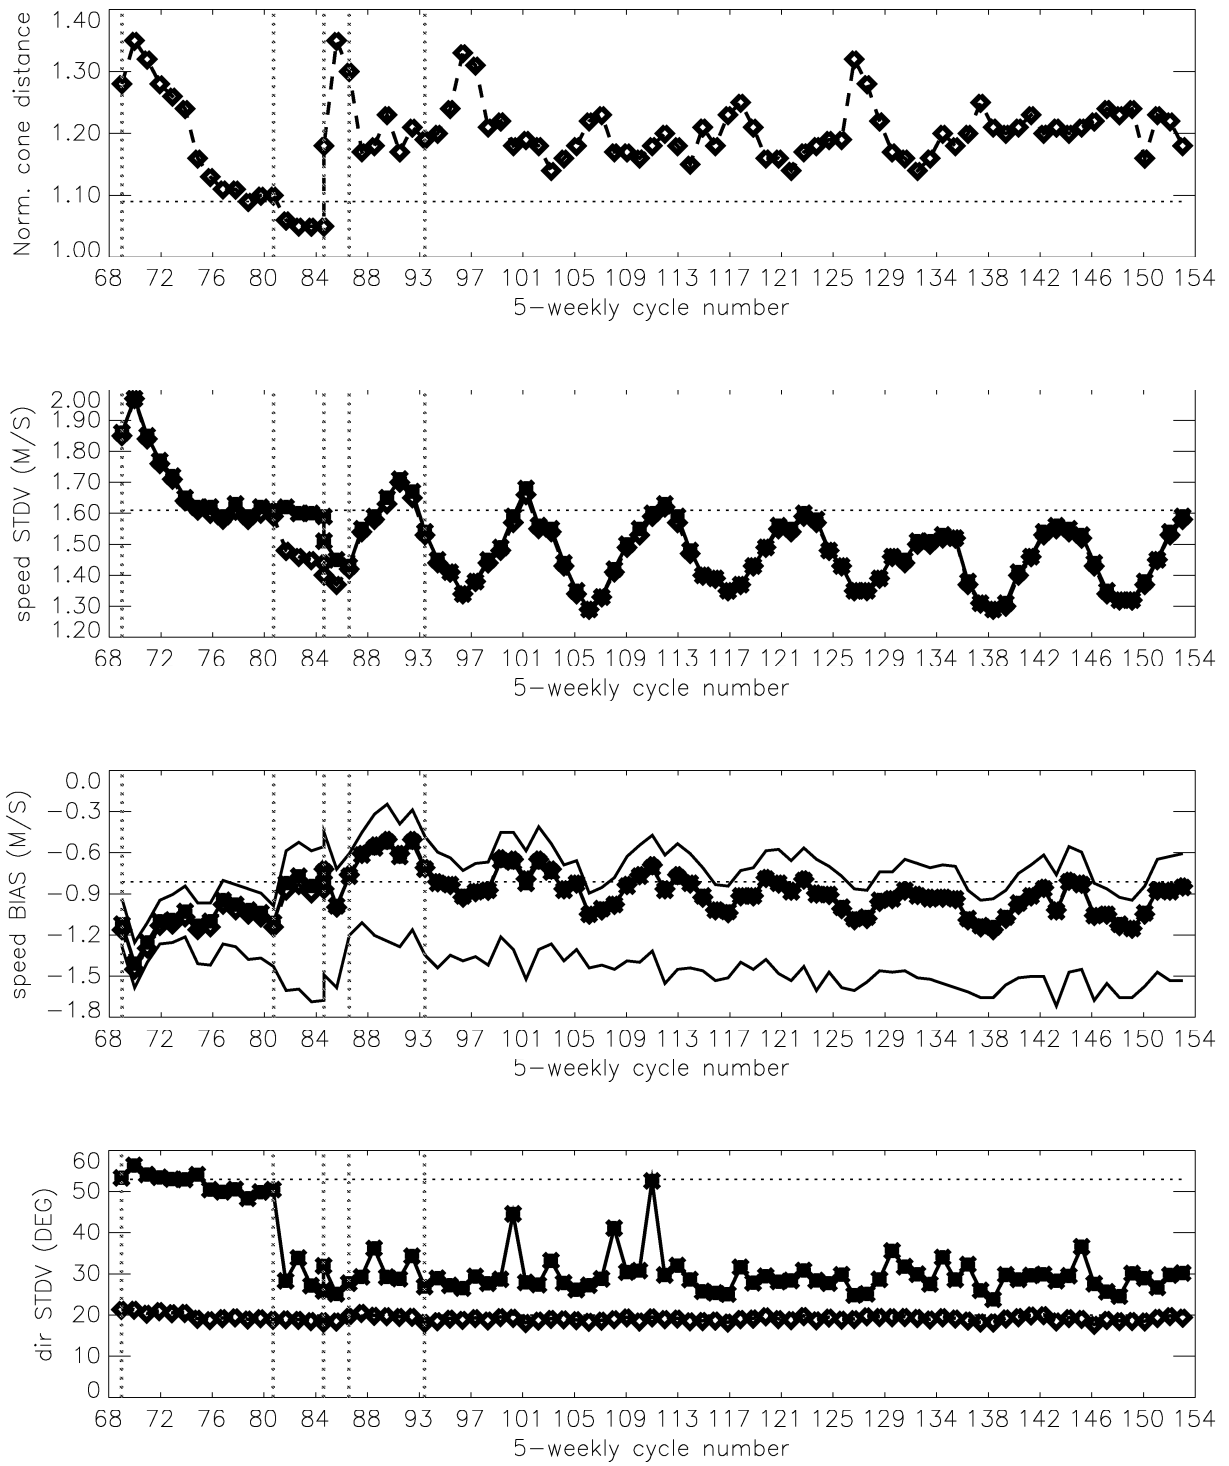 Norm. cone distance
1.40
1.30
1.20
1.10
1.00
68 72 76 80 84 88 93 97 101 105 109 113 117 121 125 129 134 138 142 146 150 154
5-weekly cycle number
speed STDV (M/S)
2.00
1.90
1.80
1.70
1.60
1.50
1.40
1.30
1.20
68 72 76 80 84 88 93 97 101 105 109 113 117 121 125 129 134 138 142 146 150 154
5-weekly cycle number
speed BIAS (M/S)
0.0
-0.3
-0.6
-0.9
-1.2
-1.5
-1.8
68 72 76 80 84 88 93 97 101 105 109 113 117 121 125 129 134 138 142 146 150 154
5-weekly cycle number
dir STDV (DEG)
60
50
40
30
20
10
0
68 72 76 80 84 88 93 97 101 105 109 113 117 121 125 129 134 138 142 146 150 154
5-weekly cycle number